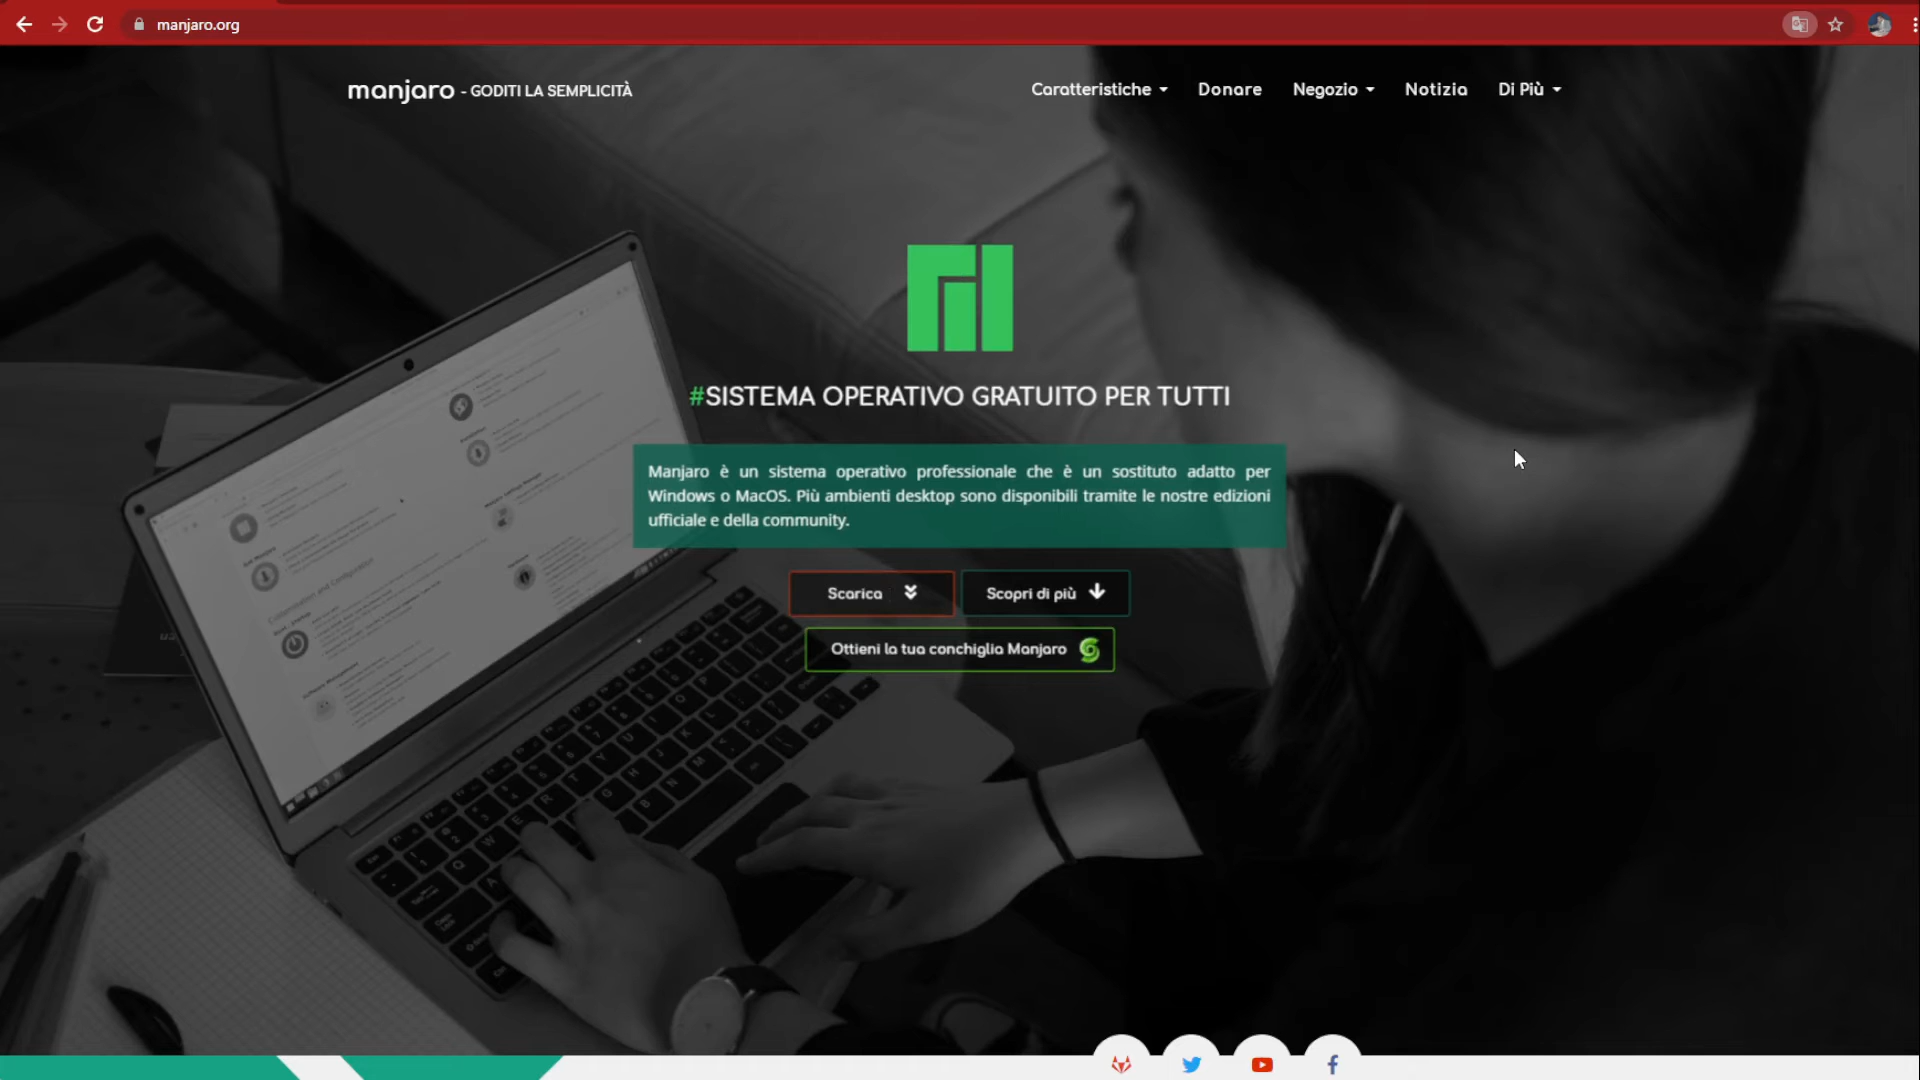 manjaro.org
manjaro - GODITI LA SEMPLICITÀ
Caratteristiche Donare Negozio Notizia Di Più
#SISTEMA OPERATIVO GRATUITO PER TUTTI
Manjaro è un sistema operativo professionale che è un sostituto adatto per
Windows o MacOS. Più ambienti desktop sono disponibili tramite le nostre edizioni
ufficiale e della community.
Scarica
Scopri di più
Ottieni la tua conchiglia Manjaro